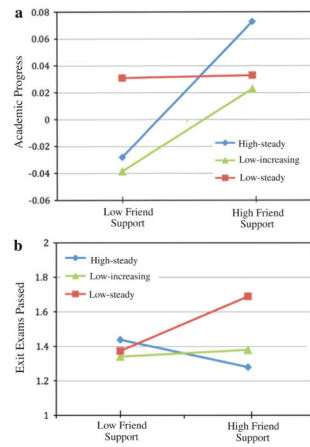 a
0.08
0.06
0.04
0.02
0
-0.02
-0.04
-0.06
Academic Progress
High-steady
Low-increasing
Low-steady
Low Friend
Support
High Friend
Support
b
2
1.8
1.6
1.4
1.2
1
Exit Exams Passed
High-steady
Low-increasing
Low-steady
Low Friend
Support
High Friend
Support